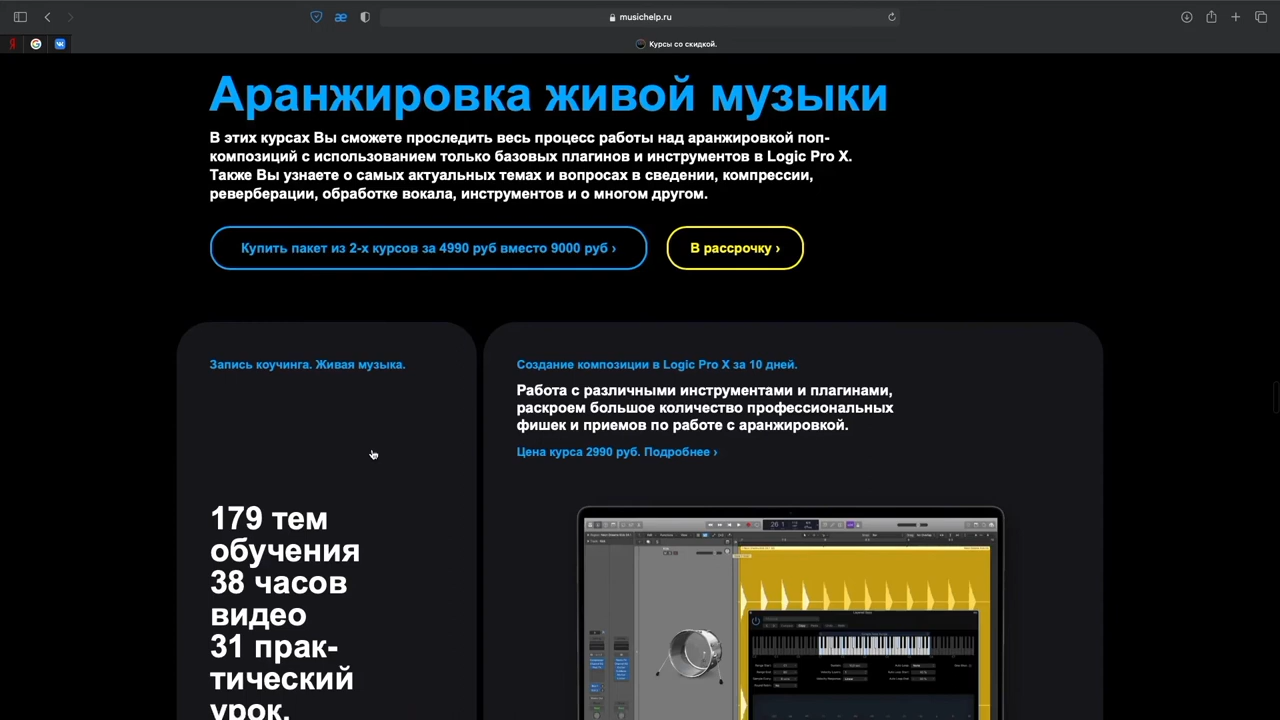 musichelp.ru
Курсы со скидкой.
Аранжировка живой музыки
В этих курсах Вы сможете проследить весь процесс работы над аранжировкой поп-
композиций с использованием только базовых плагинов и инструментов в Logic Pro X.
Также Вы узнаете о самых актуальных темах и вопросах в сведении, компрессии,
реверберации, обработке вокала, инструментов и о многом другом.
Купить пакет из 2-х курсов за 4990 руб вместо 9000 руб ›
В рассрочку ›
Запись коучинга. Живая музыка.
179 тем
обучения
38 часов
видео
31 прак-
тический
урок.
Создание композиции в Logic Pro X за 10 дней.
Работа с различными инструментами и плагинами,
раскроем большое количество профессиональных
фишек и приемов по работе с аранжировкой.
Цена курса 2990 руб. Подробнее ›